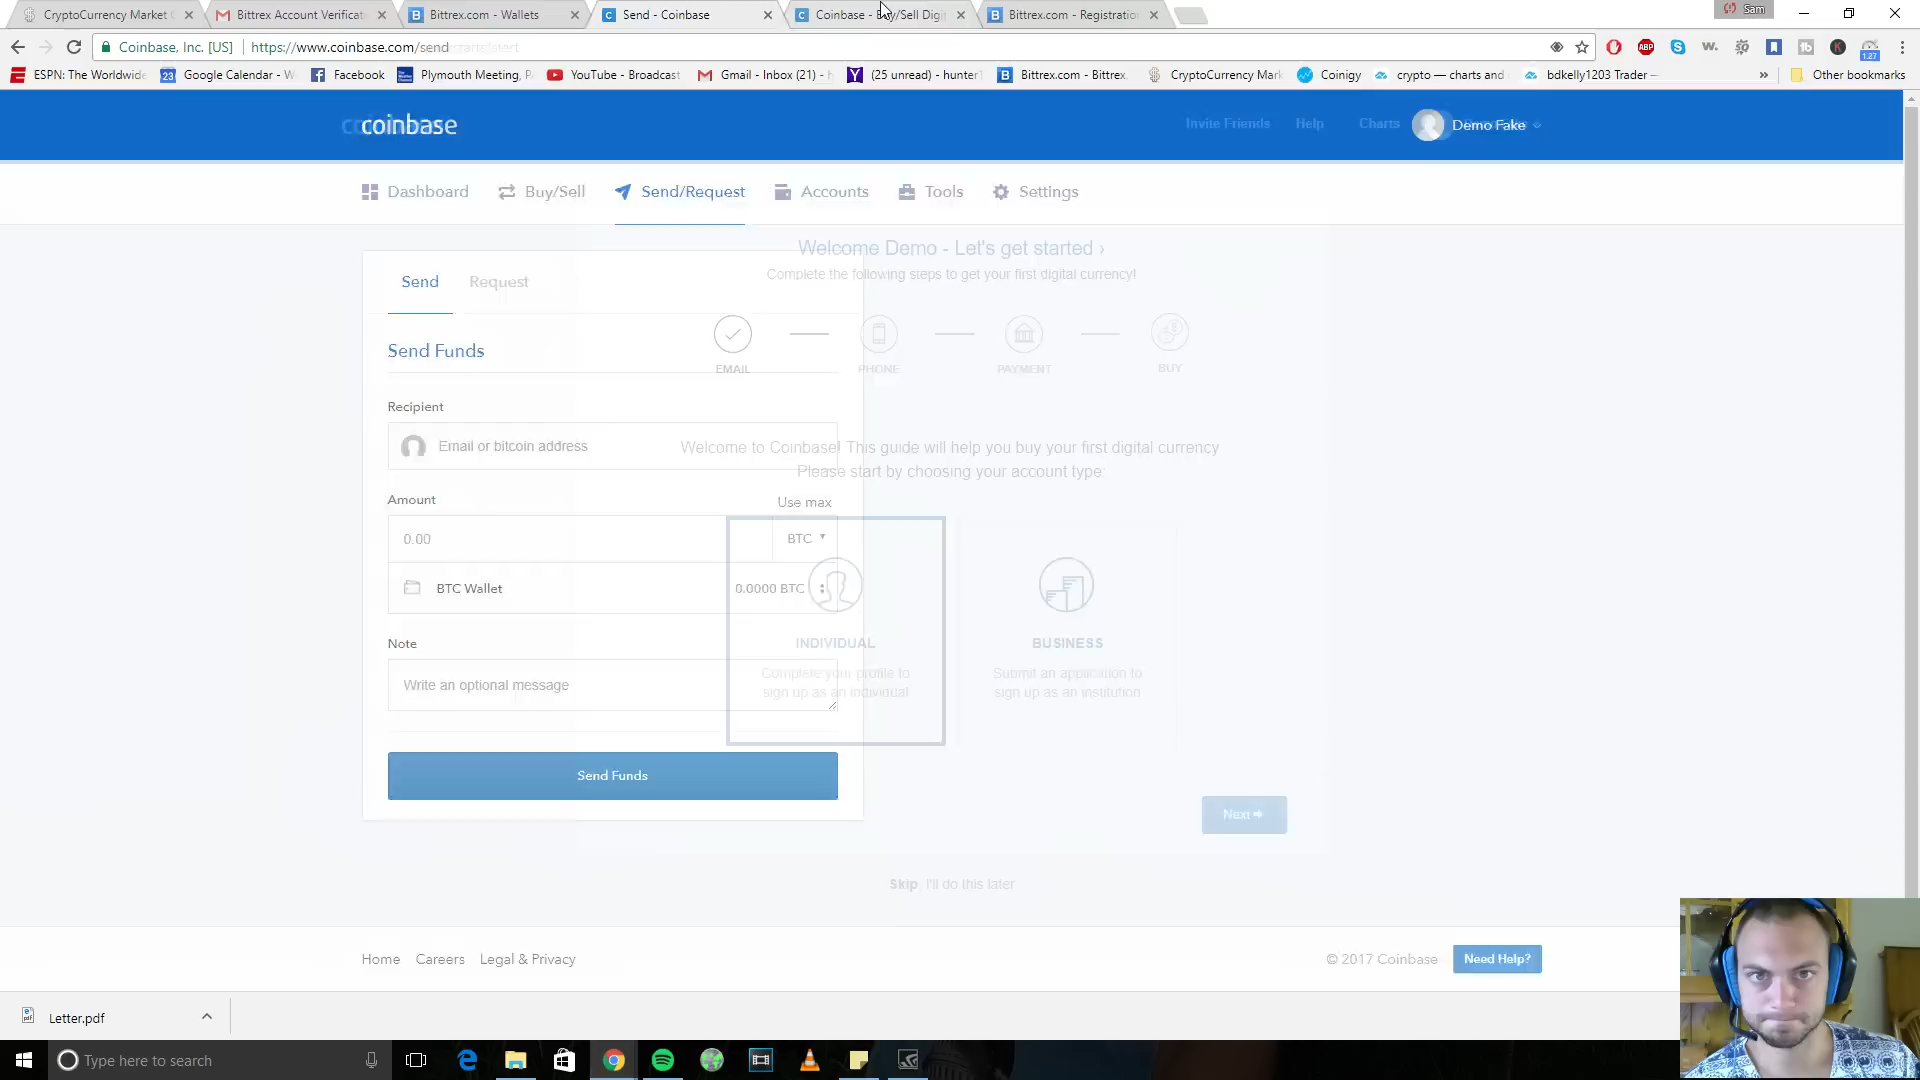 CryptoCurrency Market C
Bittrex Account Verificat
Bittrex.com - Wallets
Send - Coinbase
Coinbase - Buy/Sell Digi
Bittrex.com - Registratio
Sam
Coinbase, Inc. [US]
https://www.coinbase.com/send
ESPN: The Worldwide
Google Calendar - W
Facebook
Plymouth Meeting, P
YouTube - Broadcast
Gmail - Inbox (21) - h
(25 unread) - hunter1
Bittrex.com - Bittrex.
CryptoCurrency Mark
Coinigy
crypto — charts and
bdkelly1203 Trader —
Other bookmarks
coinbase
Invite Friends
Help
Charts
Demo Fake
Dashboard
Buy/Sell
Send/Request
Accounts
Tools
Settings
Welcome Demo - Let's get started ›
Complete the following steps to get your first digital currency!
Send
Request
EMAIL
PHONE
PAYMENT
BUY
Send Funds
Recipient
Email or bitcoin address
Welcome to Coinbase! This guide will help you buy your first digital currency
Please start by choosing your account type:
Amount
Use max
0.00
BTC
BTC Wallet
0.0000 BTC
Note
Write an optional message
INDIVIDUAL
Complete your profile to
sign up as an individual
BUSINESS
Submit an application to
sign up as an institution
Send Funds
Next
Skip, I'll do this later
Home
Careers
Legal & Privacy
© 2017 Coinbase
Need Help?
Letter.pdf
Type here to search